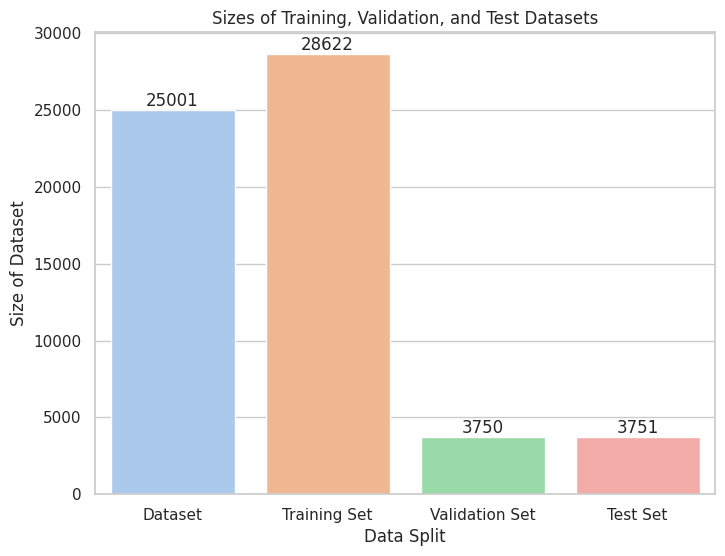 Sizes of Training, Validation, and Test Datasets
30000
28622
25001
25000
20000
15000
10000
5000
3750
3751
0
Size of Dataset
Dataset
Training Set
Validation Set
Test Set
Data Split